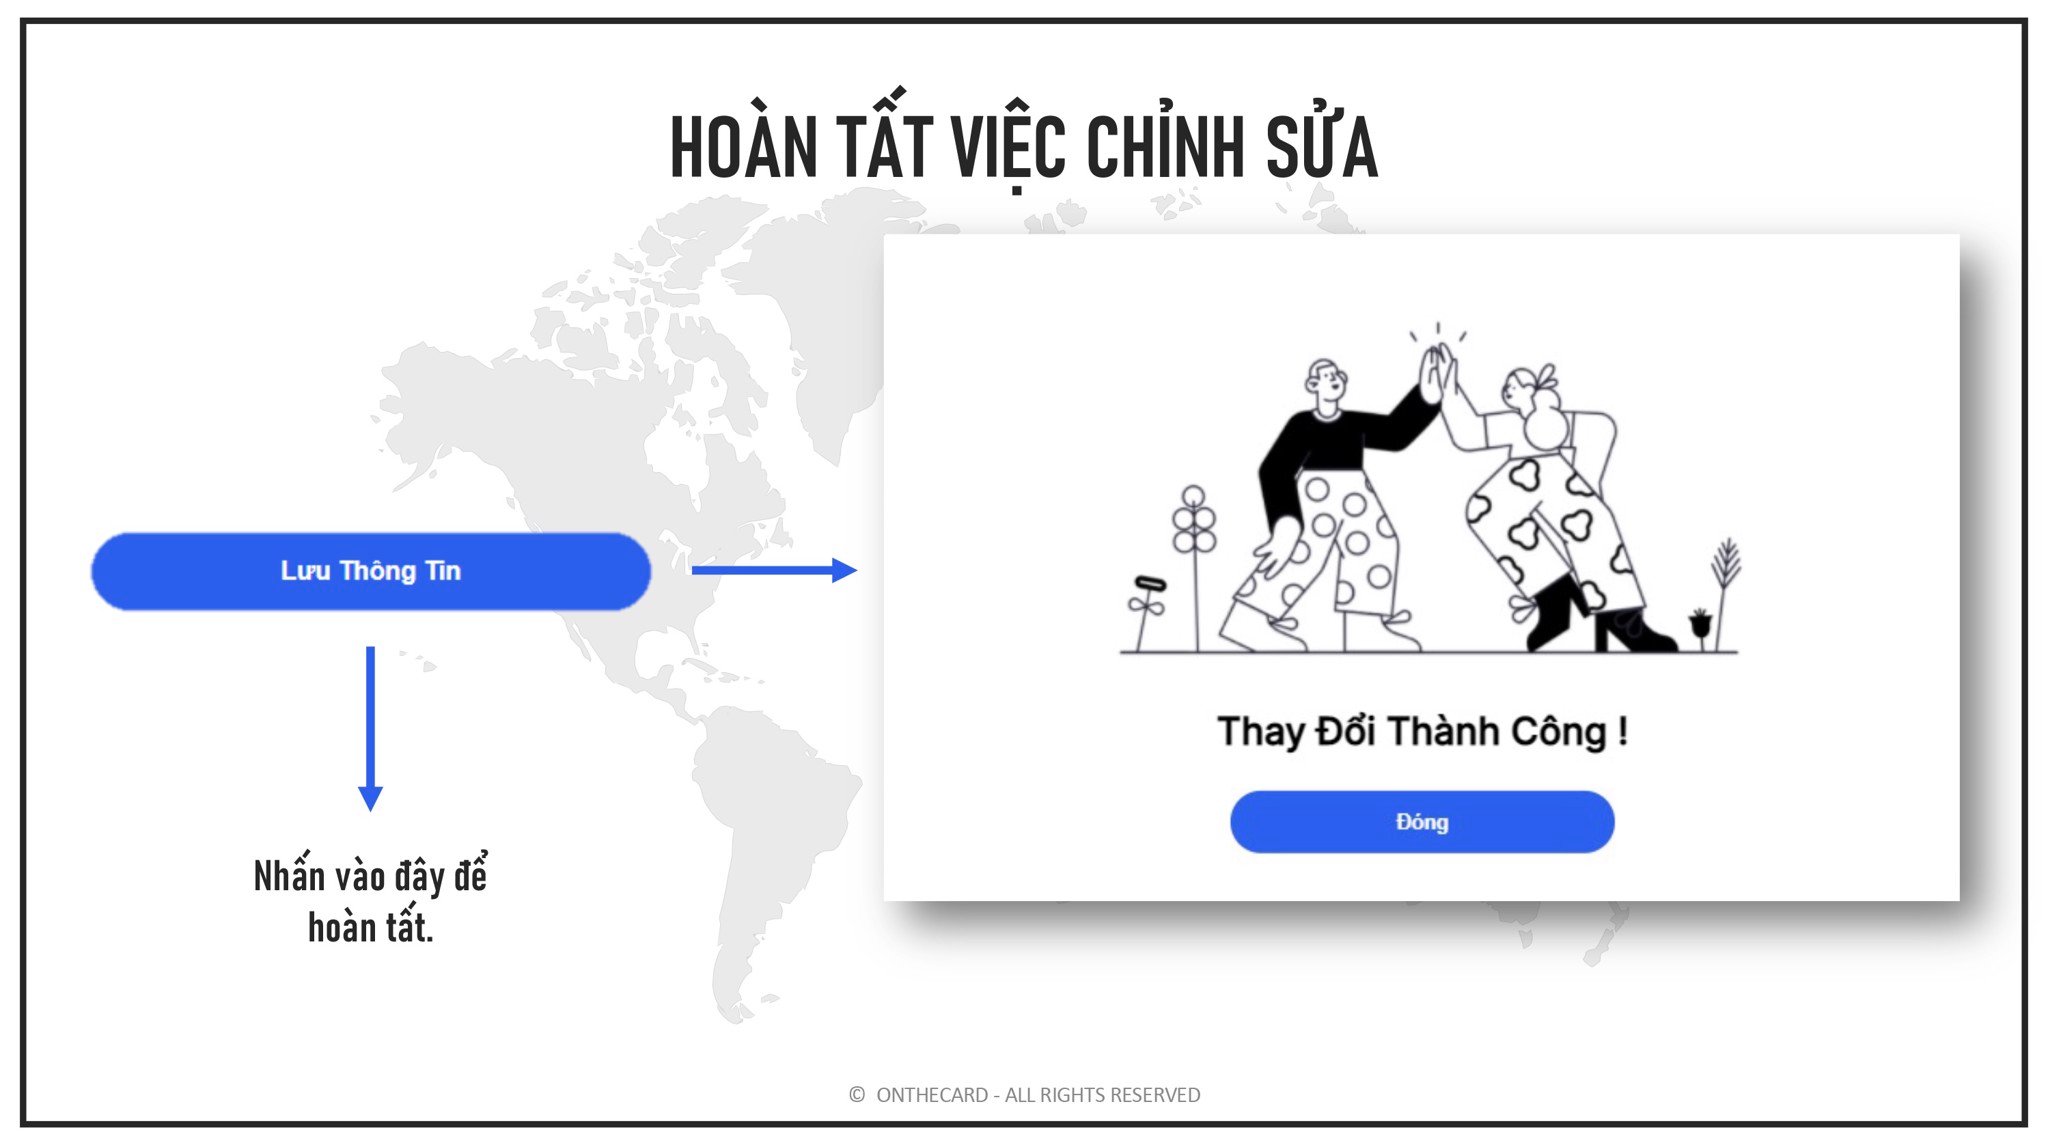 HOÀN TẤT VIỆC CHỈNH SỬA
Lưu Thông Tin
Nhấn vào đây để
hoàn tất.
Thay Đổi Thành Công !
Đóng
© ONTHECARD - ALL RIGHTS RESERVED